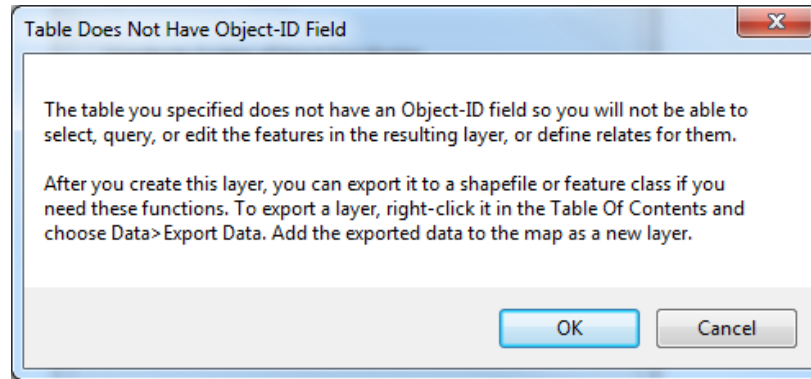 Table Does Not Have Object-ID Field
The table you specified does not have an Object-ID field so you will not be able to
select, query, or edit the features in the resulting layer, or define relates for them.
After you create this layer, you can export it to a shapefile or feature class if you
need these functions. To export a layer, right-click it in the Table Of Contents and
choose Data>Export Data. Add the exported data to the map as a new layer.
OK
Cancel